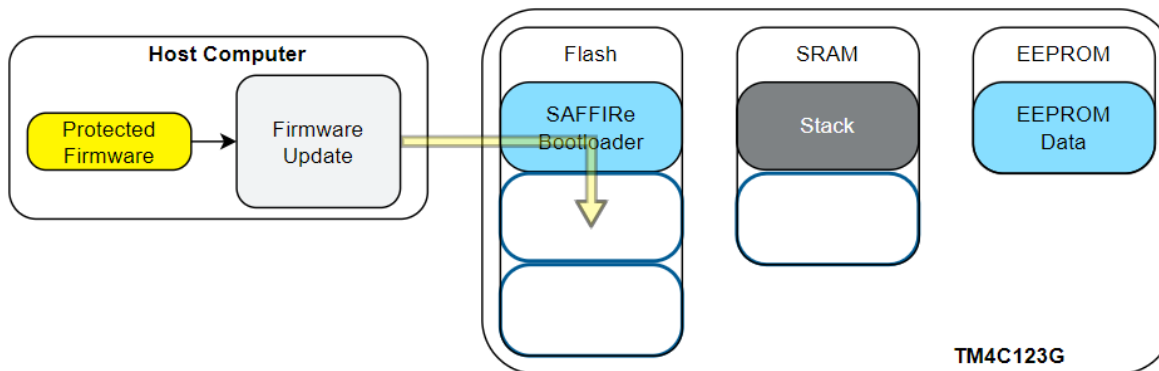 Host Computer
Protected
Firmware
Firmware
Update
Flash
SAFFIRe
Bootloader
SRAM
Stack
EEPROM
EEPROM
Data
TM4C123G